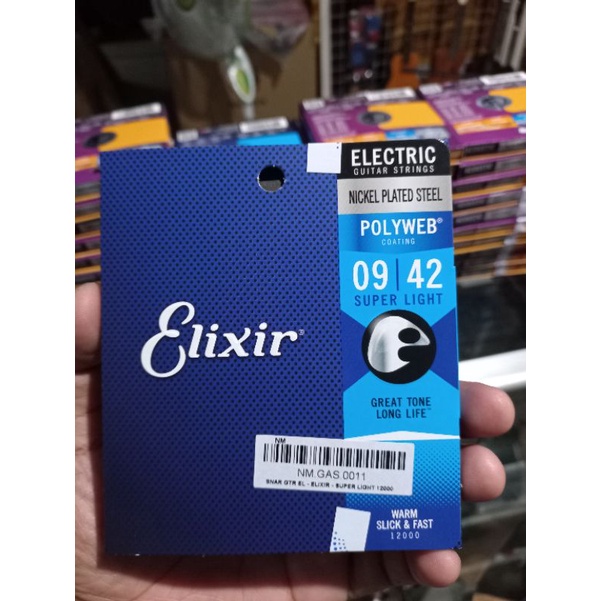 ELECTRIC
GUITAR STRINGS
NICKEL PLATED STEEL
POLYWEB®
COATING
09 | 42
SUPER LIGHT
Elixir®
GREAT TONE
LONG LIFE™
NM
NM.GAS.0011
SNAR GTR EL - ELIXIR - SUPER LIGHT 12000
WARM
SLICK & FAST
12000